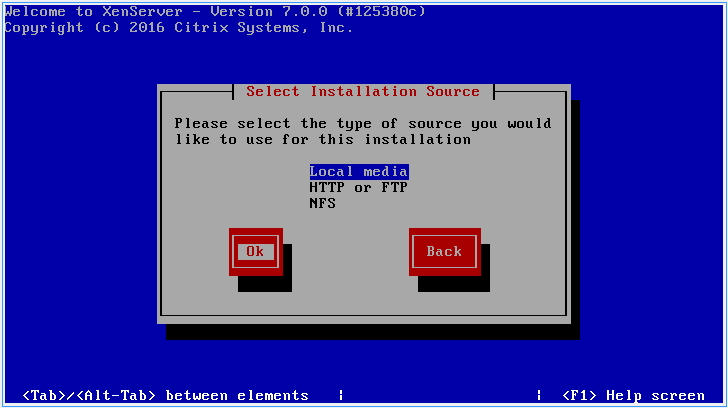 Welcome to XenServer - Version 7.0.0 (#125380c)
Copyright (c) 2016 Citrix Systems, Inc.
Select Installation Source
Please select the type of source you would
like to use for this installation
Local media
HTTP or FTP
NFS
Ok Back
<Tab>/<Alt-Tab> between elements | | <F1> Help screen